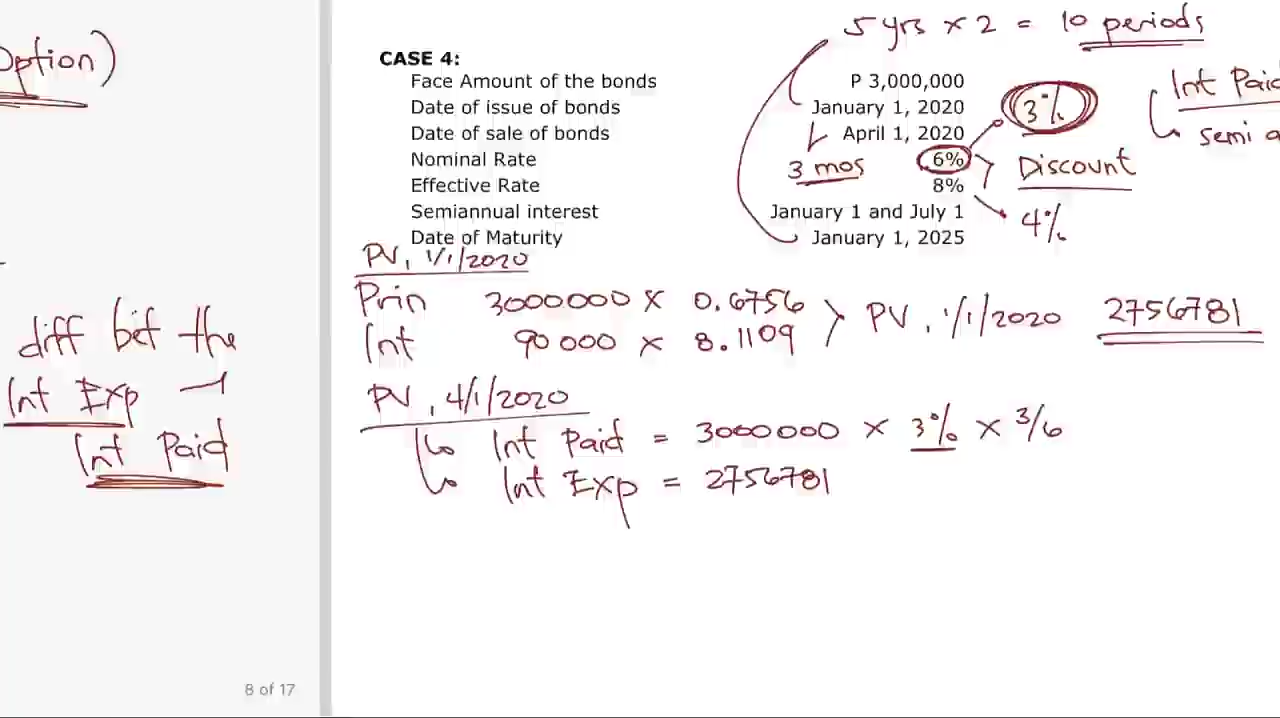 Option)
diff bet the
Int Exp
Int Paid
8 of 17
5 yrs x 2 = 10 periods
CASE 4:
Face Amount of the bonds P 3,000,000
Date of issue of bonds January 1, 2020
Date of sale of bonds April 1, 2020
Nominal Rate 3 mos 6%
Effective Rate 8%
Semiannual interest January 1 and July 1
Date of Maturity January 1, 2025
3%
Discount
4%
Int Paid
semi a
PV, 1/1/2020
Prin 3000000 x 0.6756
Int 90000 x 8.1109
PV, 1/1/2020 2756781
PV, 4/1/2020
Int Paid = 3000000 x 3% x 3/6
Int Exp = 2756781